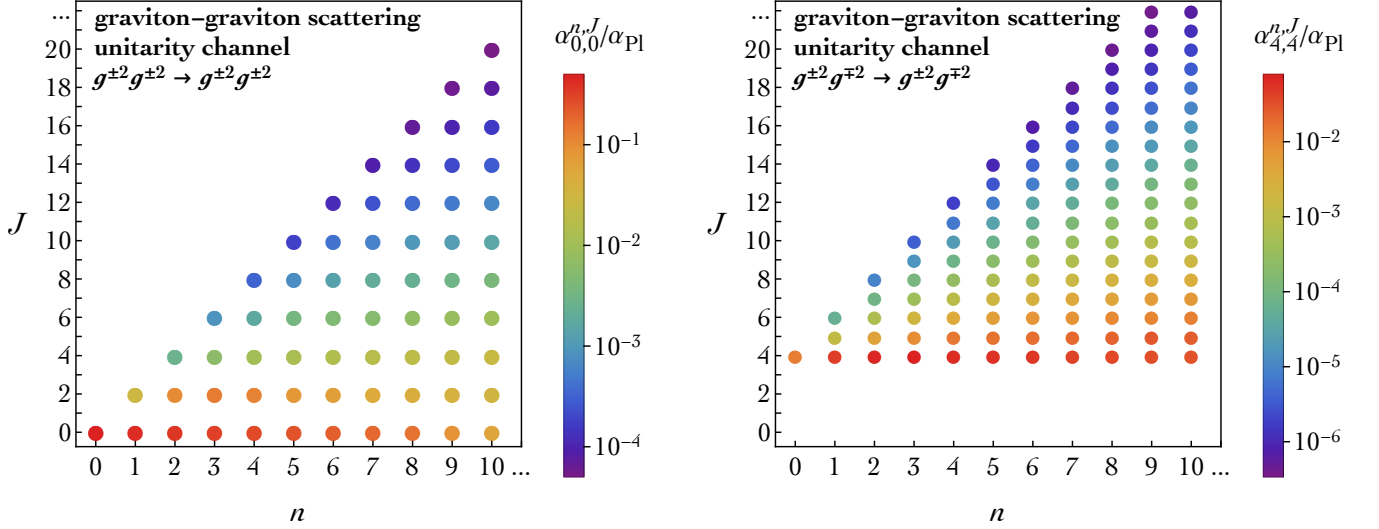 graviton–graviton scattering
unitarity channel
g±2g±2 → g±2g±2
α0,0n,J/αPl
...
20
18
16
14
12
10
8
6
4
2
0
J
10−1
10−2
10−3
10−4
0 1 2 3 4 5 6 7 8 9 10 ...
n
graviton–graviton scattering
unitarity channel
g±2g∓2 → g±2g∓2
α4,4n,J/αPl
...
20
18
16
14
12
10
8
6
4
2
0
J
10−2
10−3
10−4
10−5
10−6
0 1 2 3 4 5 6 7 8 9 10 ...
n